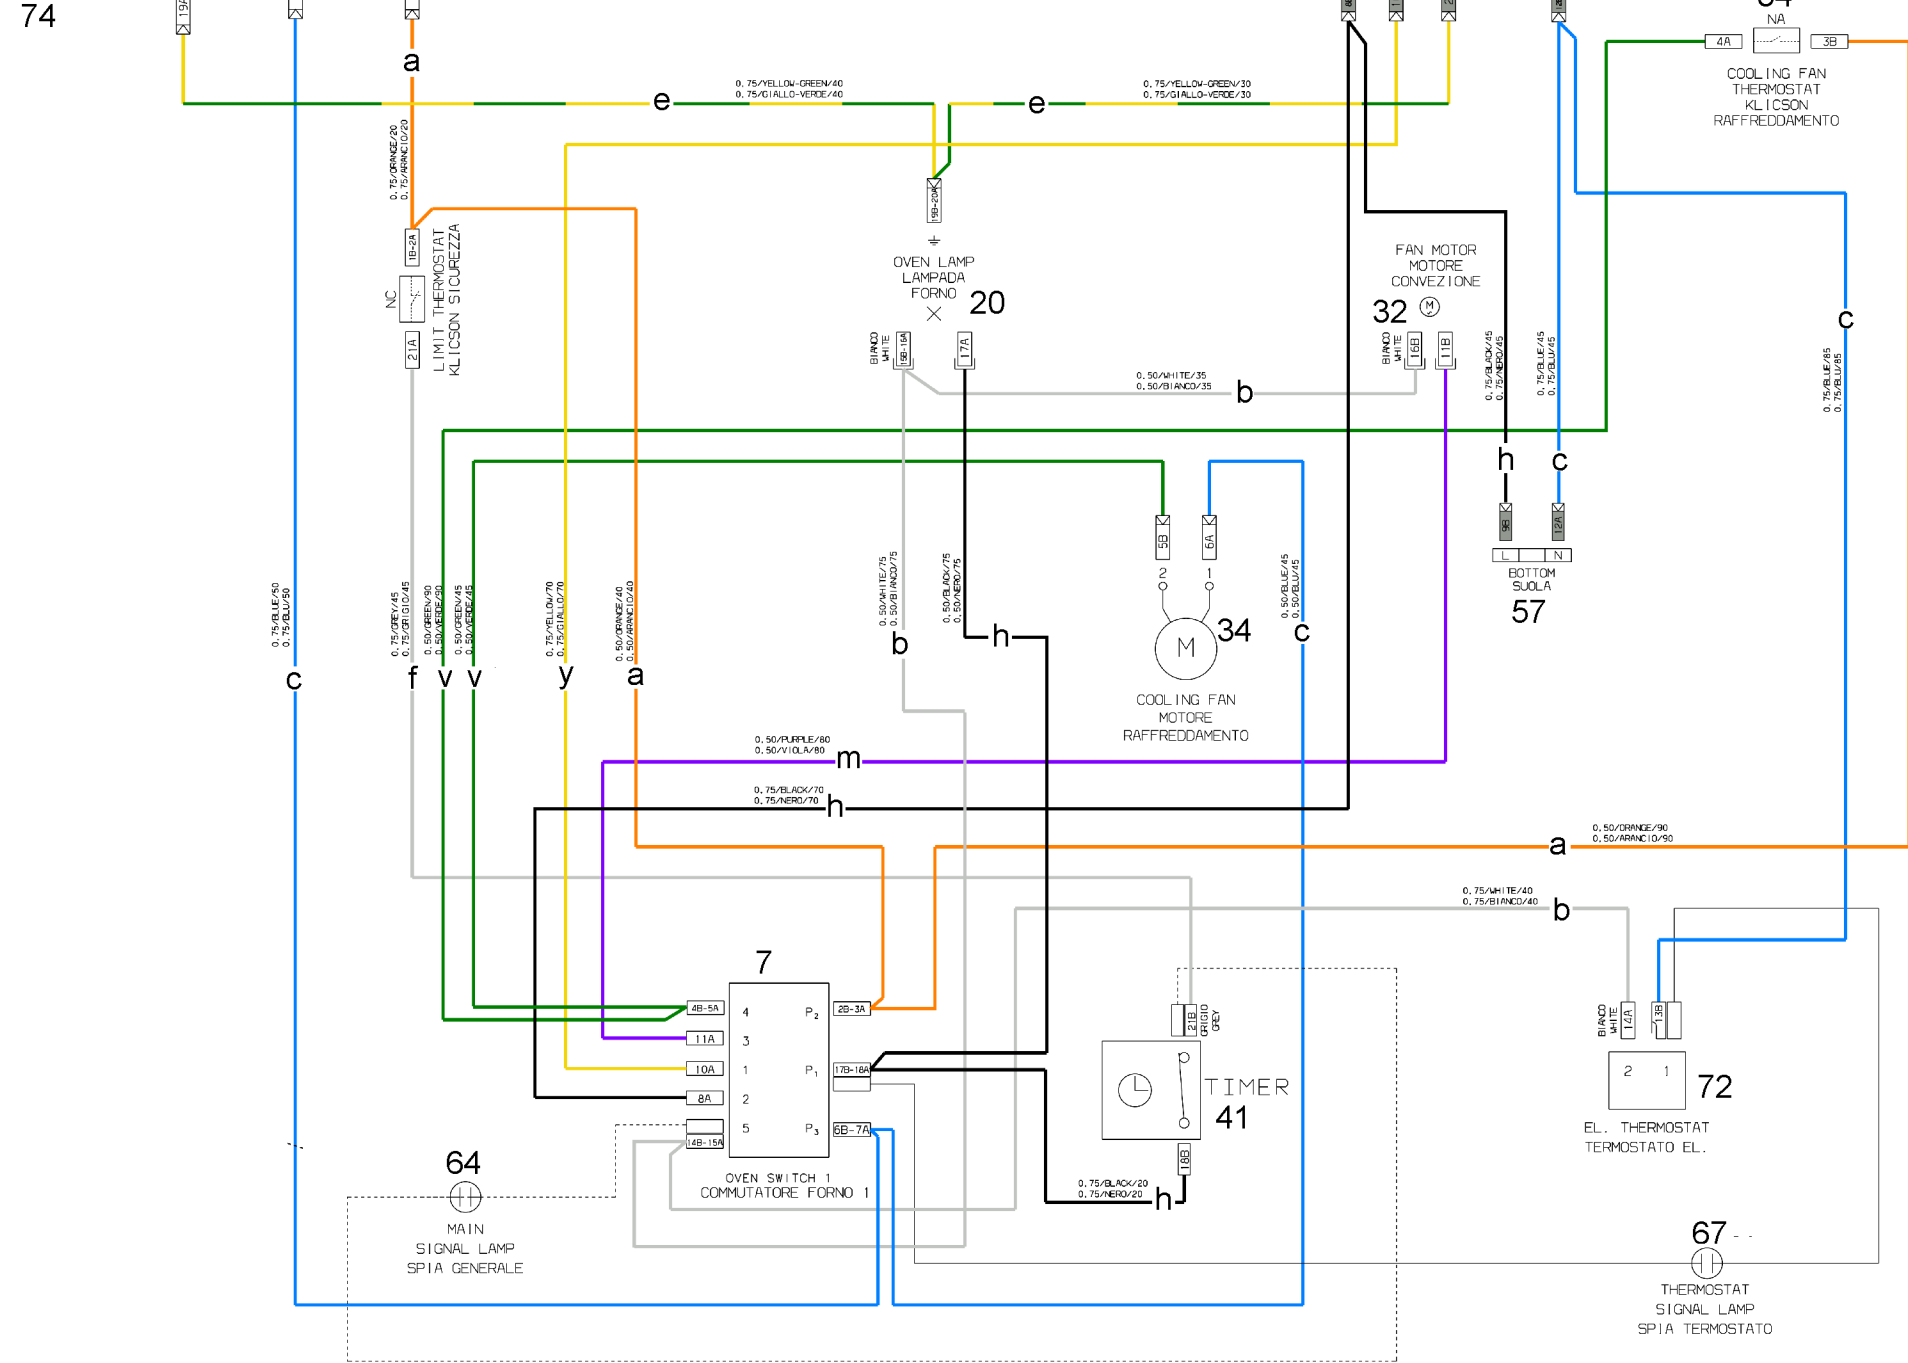 74
19A
NA
4A
3B
COOLING FAN
THERMOSTAT
KLICSON
RAFFREDDAMENTO
a
e
0.75/YELLOW-GREEN/40
0.75/GIALLO-VERDE/40
e
0.75/YELLOW-GREEN/30
0.75/GIALLO-VERDE/30
0.75/ORANGE/20
0.75/ARANCIO/20
1B-2A
NC
LIMIT THERMOSTAT
KLICSON SICUREZZA
21A
19B-20A
OVEN LAMP
LAMPADA
FORNO
20
BIANCO
WHITE
15B-16A
17A
FAN MOTOR
MOTORE
CONVEZIONE
32
M
BIANCO
WHITE
16B
11B
0.50/WHITE/35
0.50/BIANCO/35
b
0.75/BLACK/45
0.75/NERO/45
0.75/BLUE/45
0.75/BLU/45
c
0.75/BLUE/85
0.75/BLU/85
h
c
9B
12A
L
N
BOTTOM
SUOLA
57
5B
6A
2
1
M
34
COOLING FAN
MOTORE
RAFFREDDAMENTO
0.50/BLUE/45
0.50/BLU/45
c
0.75/BLUE/50
0.75/BLU/50
c
0.75/GREY/45
0.75/GRIGIO/45
f
0.50/GREEN/90
0.50/VERDE/90
v
0.50/GREEN/45
0.50/VERDE/45
v
0.75/YELLOW/70
0.75/GIALLO/70
y
0.50/ORANGE/40
0.50/ARANCIO/40
a
0.50/WHITE/75
0.50/BIANCO/75
b
0.50/BLACK/75
0.50/NERO/75
h
0.50/PURPLE/80
0.50/VIOLA/80
m
0.75/BLACK/70
0.75/NERO/70
h
0.50/ORANGE/90
0.50/ARANCIO/90
a
0.75/WHITE/40
0.75/BIANCO/40
b
7
4B-5A
4
P2
2B-3A
11A
3
10A
1
P1
17B-18A
8A
2
5
P3
6B-7A
14B-15A
OVEN SWITCH 1
COMMUTATORE FORNO 1
21B
GRIGIO
GREY
TIMER
41
18B
0.75/BLACK/20
0.75/NERO/20
h
BIANCO
WHITE
14A
13B
2
1
72
EL. THERMOSTAT
TERMOSTATO EL.
64
MAIN
SIGNAL LAMP
SPIA GENERALE
67
THERMOSTAT
SIGNAL LAMP
SPIA TERMOSTATO